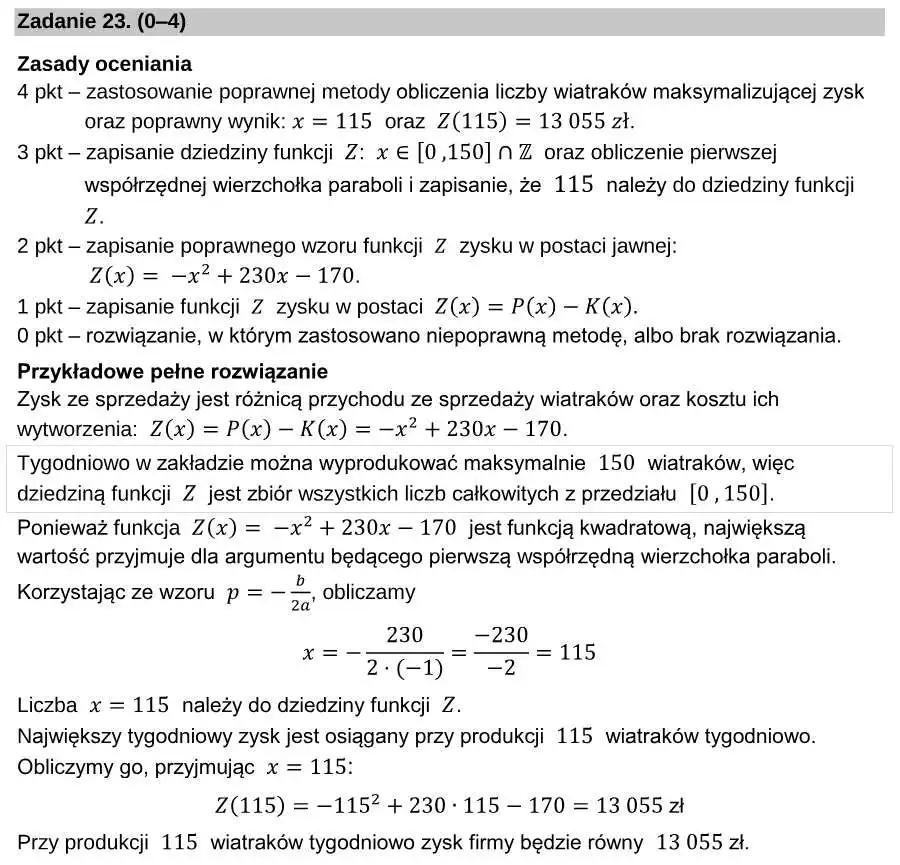 Zadanie 23. (0–4)
Zasady oceniania
4 pkt – zastosowanie poprawnej metody obliczenia liczby wiatraków maksymalizującej zysk
oraz poprawny wynik: x = 115 oraz Z(115) = 13 055 zł.
3 pkt – zapisanie dziedziny funkcji Z: x ∈ [0 ,150] ∩ ℤ oraz obliczenie pierwszej
współrzędnej wierzchołka paraboli i zapisanie, że 115 należy do dziedziny funkcji
Z.
2 pkt – zapisanie poprawnego wzoru funkcji Z zysku w postaci jawnej:
Z(x) = −x² + 230x − 170.
1 pkt – zapisanie funkcji Z zysku w postaci Z(x) = P(x) − K(x).
0 pkt – rozwiązanie, w którym zastosowano niepoprawną metodę, albo brak rozwiązania.
Przykładowe pełne rozwiązanie
Zysk ze sprzedaży jest różnicą przychodu ze sprzedaży wiatraków oraz kosztu ich
wytworzenia: Z(x) = P(x) − K(x) = −x² + 230x − 170.
Tygodniowo w zakładzie można wyprodukować maksymalnie 150 wiatraków, więc
dziedziną funkcji Z jest zbiór wszystkich liczb całkowitych z przedziału [0 , 150].
Ponieważ funkcja Z(x) = −x² + 230x − 170 jest funkcją kwadratową, największą
wartość przyjmuje dla argumentu będącego pierwszą współrzędną wierzchołka paraboli.
Korzystając ze wzoru p = −b/2a, obliczamy
x = −230/(2 · (−1)) = −230/−2 = 115
Liczba x = 115 należy do dziedziny funkcji Z.
Największy tygodniowy zysk jest osiągany przy produkcji 115 wiatraków tygodniowo.
Obliczymy go, przyjmując x = 115:
Z(115) = −115² + 230 · 115 − 170 = 13 055 zł
Przy produkcji 115 wiatraków tygodniowo zysk firmy będzie równy 13 055 zł.